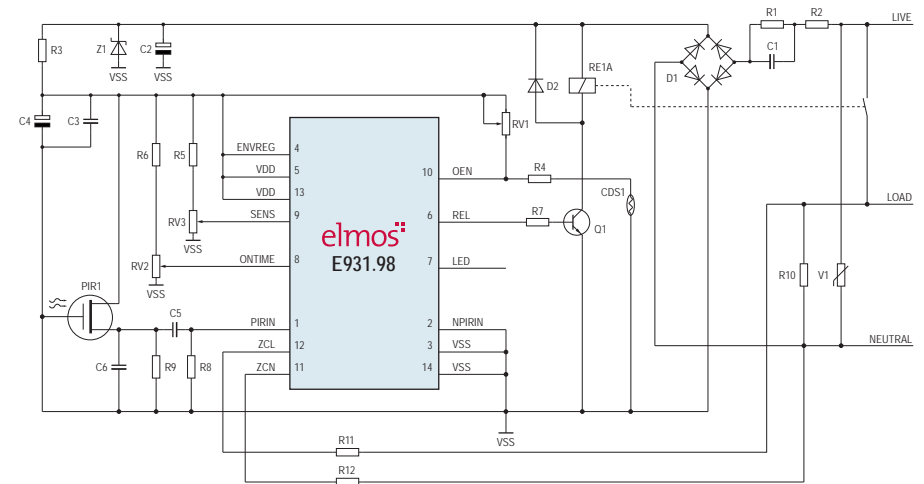 R1 R2 LIVE
R3 Z1 C2 C1
VSS VSS D2 RE1A D1
C4 C3 RV1
R6 R5 ENVREG 4
VDD 5 10 OEN R4
VDD 13 CDS1
RV3 SENS 9 6 REL R7 LOAD
VSS elmos Q1
RV2 ONTIME 8 E931.98 7 LED
R10 V1
VSS
PIR1
C5
PIRIN 1 2 NPIRIN
ZCL 12 3 VSS NEUTRAL
C6 R9 R8 ZCN 11 14 VSS
VSS
R11
R12